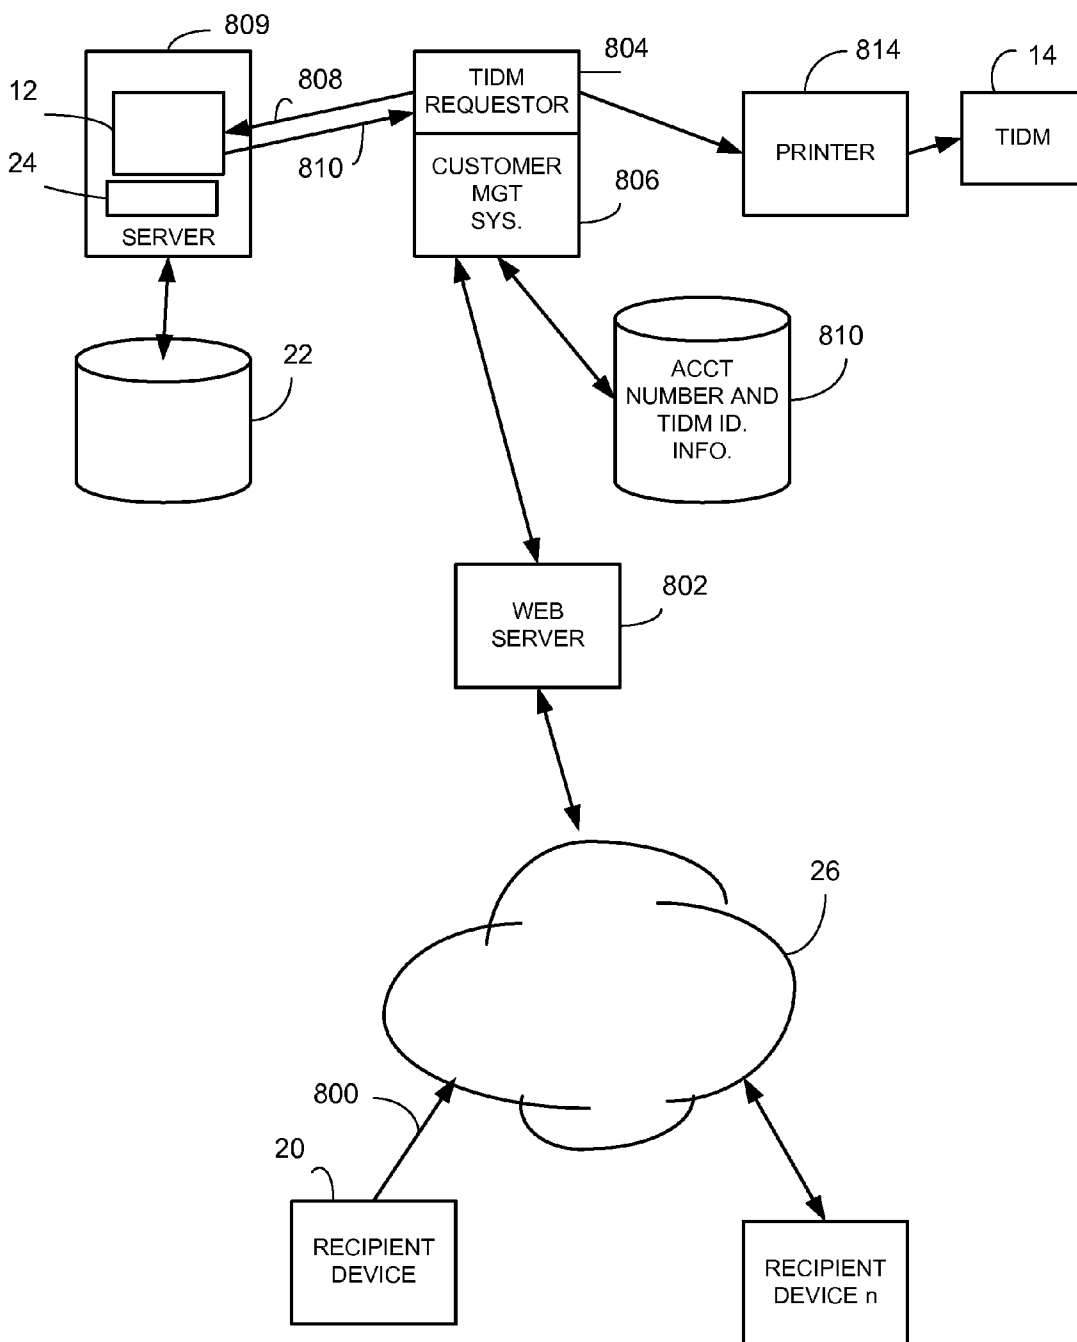 809
808
804
814
14
12
TIDM
REQUESTOR
PRINTER
TIDM
24
810
CUSTOMER
MGT
SYS.
806
SERVER
22
ACCT
NUMBER AND
TIDM ID.
INFO.
810
WEB
SERVER
802
26
800
20
RECIPIENT
DEVICE
RECIPIENT
DEVICE n